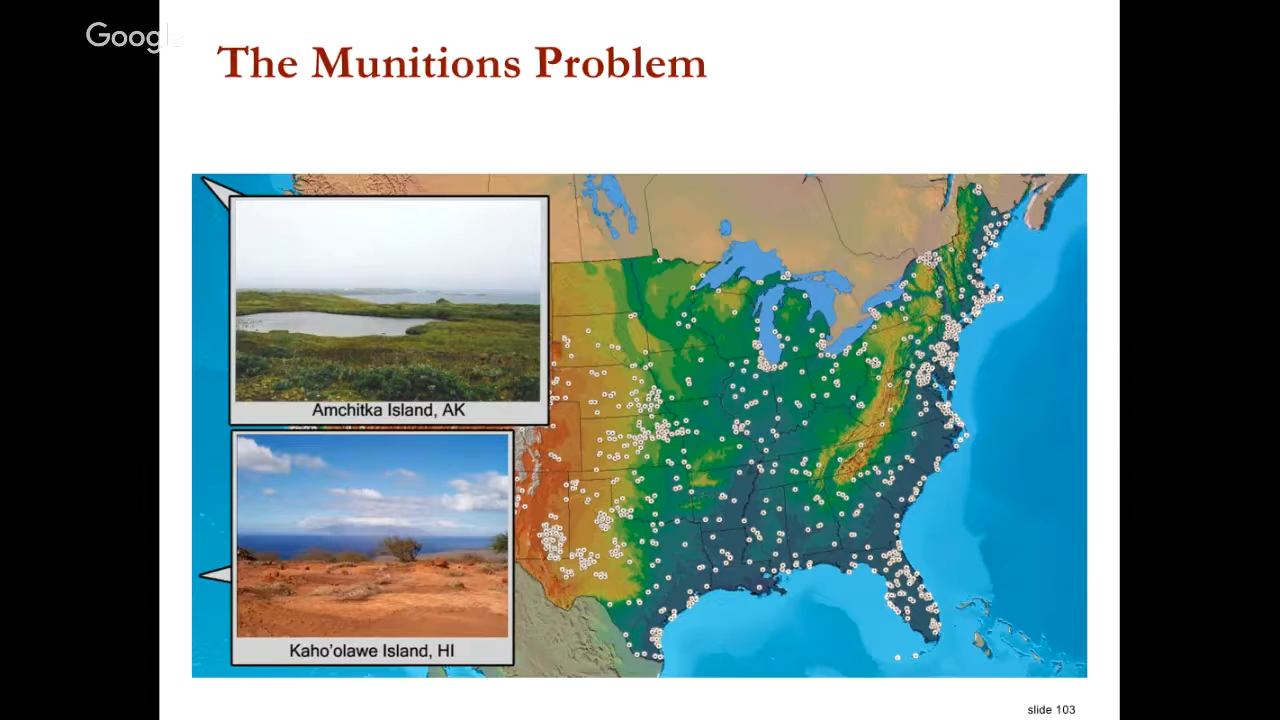 Google
The Munitions Problem
Amchitka Island, AK
Kaho'olawe Island, HI
slide 103